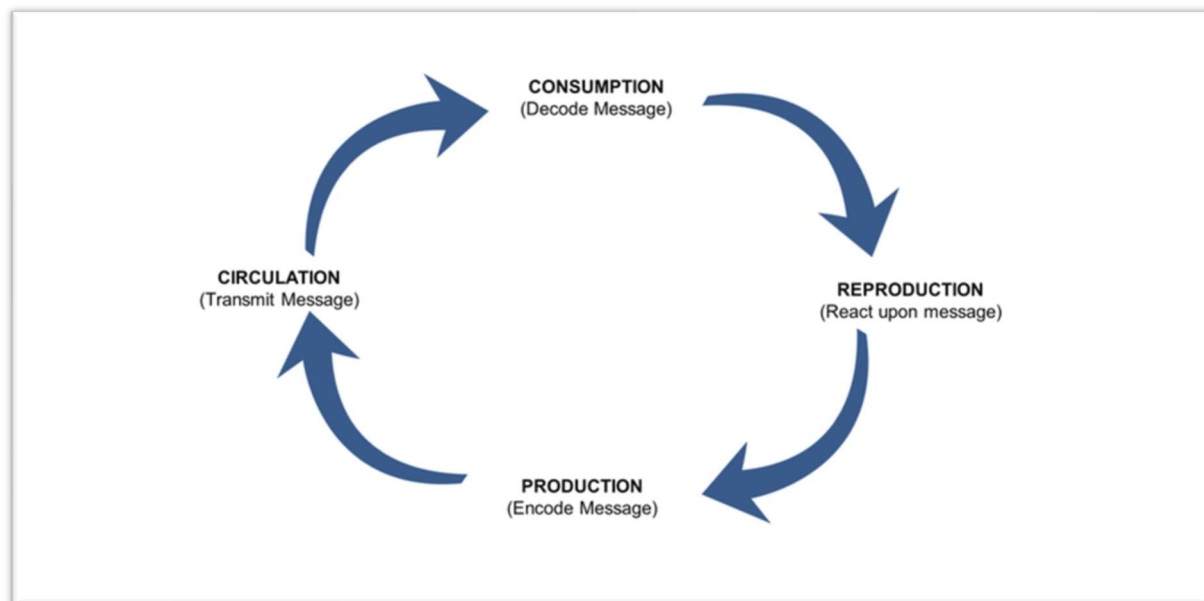 CONSUMPTION
(Decode Message)
CIRCULATION
(Transmit Message)
REPRODUCTION
(React upon message)
PRODUCTION
(Encode Message)